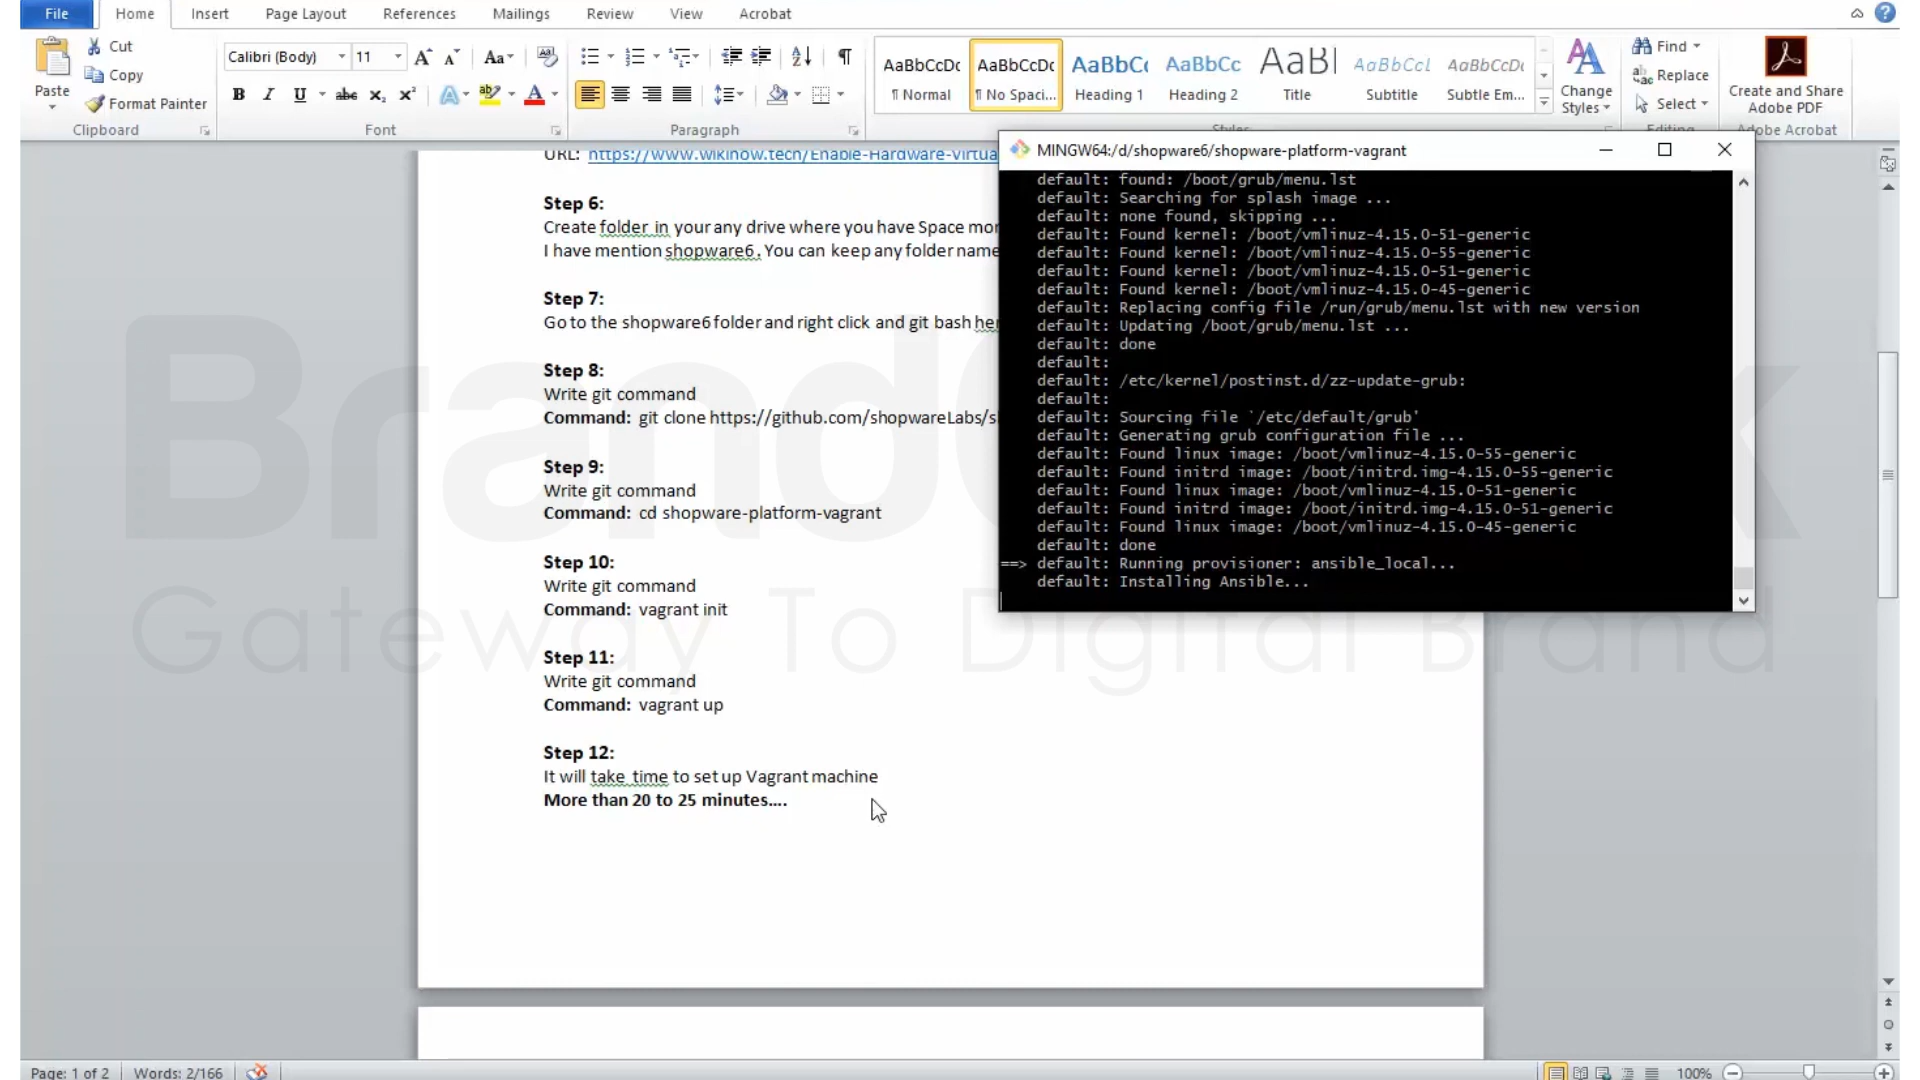 File Home Insert Page Layout References Mailings Review View Acrobat
Cut
Copy
Format Painter
Paste
Clipboard
Calibri (Body) 11
Font
Paragraph
AaBbCcDc AaBbCcDc AaBbC AaBbCc AaB AaBbCcL AaBbCcDt
¶ Normal ¶ No Spaci... Heading 1 Heading 2 Title Subtitle Subtle Em...
Change Styles
Find
Replace
Select
Create and Share Adobe PDF
Adobe Acrobat
URL: https://www.wikinow.tech/Enable-Hardware-Virtua
Step 6:
Create folder in your any drive where you have Space mor
I have mention shopware6. You can keep any folder name
Step 7:
Go to the shopware6 folder and right click and git bash her
Step 8:
Write git command
Command: git clone https://github.com/shopwareLabs/s
Step 9:
Write git command
Command: cd shopware-platform-vagrant
Step 10:
Write git command
Command: vagrant init
Step 11:
Write git command
Command: vagrant up
Step 12:
It will take time to set up Vagrant machine
More than 20 to 25 minutes....
MINGW64:/d/shopware6/shopware-platform-vagrant
default: found: /boot/grub/menu.lst
default: Searching for splash image ...
default: none found, skipping ...
default: Found kernel: /boot/vmlinuz-4.15.0-51-generic
default: Found kernel: /boot/vmlinuz-4.15.0-55-generic
default: Found kernel: /boot/vmlinuz-4.15.0-51-generic
default: Found kernel: /boot/vmlinuz-4.15.0-45-generic
default: Replacing config file /run/grub/menu.lst with new version
default: Updating /boot/grub/menu.lst ...
default: done
default:
default: /etc/kernel/postinst.d/zz-update-grub:
default:
default: Sourcing file `/etc/default/grub'
default: Generating grub configuration file ...
default: Found linux image: /boot/vmlinuz-4.15.0-55-generic
default: Found initrd image: /boot/initrd.img-4.15.0-55-generic
default: Found linux image: /boot/vmlinuz-4.15.0-51-generic
default: Found initrd image: /boot/initrd.img-4.15.0-51-generic
default: Found linux image: /boot/vmlinuz-4.15.0-45-generic
default: done
==> default: Running provisioner: ansible_local...
default: Installing Ansible...
Gateway To Digital Brand
Page: 1 of 2 Words: 2/166 100%